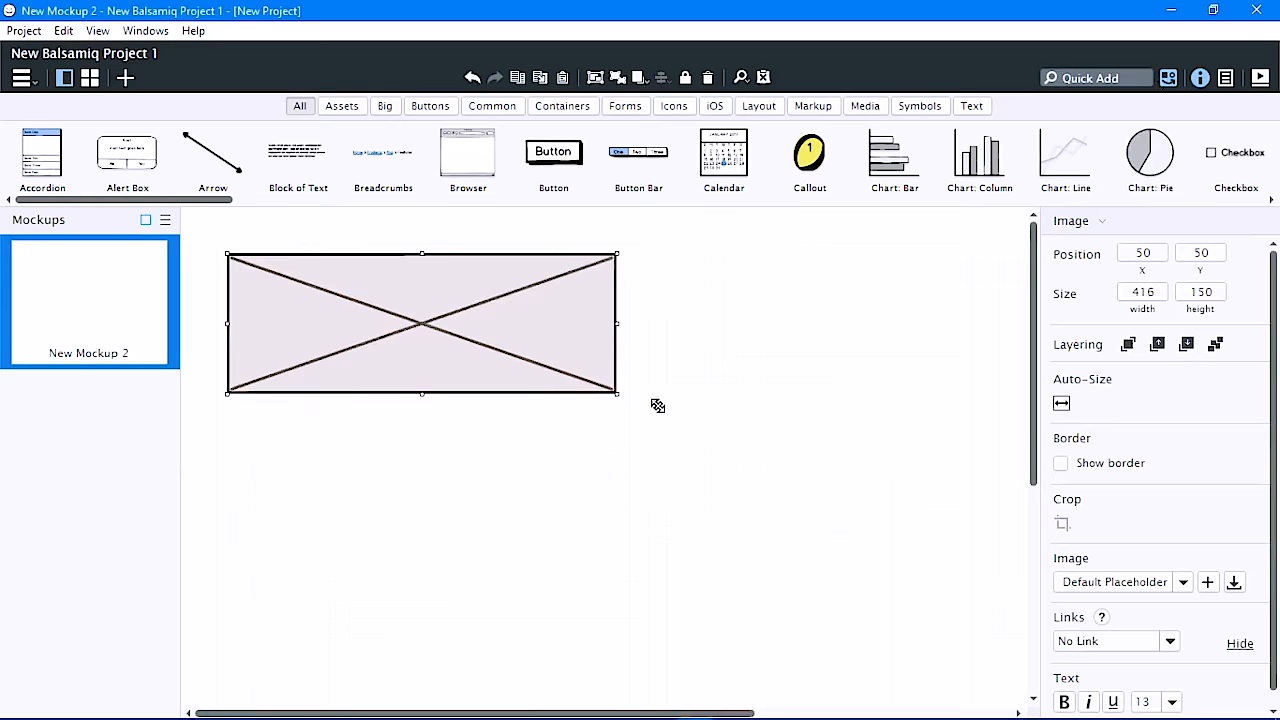 New Mockup 2 - New Balsamiq Project 1 - [New Project]
Project Edit View Windows Help
New Balsamiq Project 1
Quick Add
All Assets Big Buttons Common Containers Forms Icons iOS Layout Markup Media Symbols Text
Button
One Two Three
1
Checkbox
Accordion Alert Box Arrow Block of Text Breadcrumbs Browser Button Button Bar Calendar Callout Chart: Bar Chart: Column Chart: Line Chart: Pie Checkbox
Mockups
New Mockup 2
Image
Position 50 50
X Y
Size 416 150
width height
Layering
Auto-Size
Border
Show border
Crop
Image
Default Placeholder
Links ?
No Link Hide
Text
B i U 13